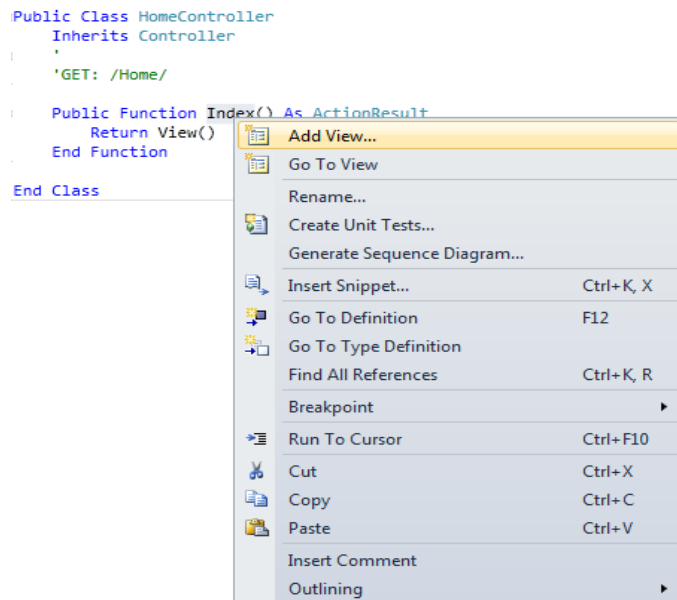 Public Class HomeController
Inherits Controller
'
'GET: /Home/
Public Function Index() As ActionResult
Return View()
End Function
End Class
Add View...
Go To View
Rename...
Create Unit Tests...
Generate Sequence Diagram...
Insert Snippet... Ctrl+K, X
Go To Definition F12
Go To Type Definition
Find All References Ctrl+K, R
Breakpoint
Run To Cursor Ctrl+F10
Cut Ctrl+X
Copy Ctrl+C
Paste Ctrl+V
Insert Comment
Outlining